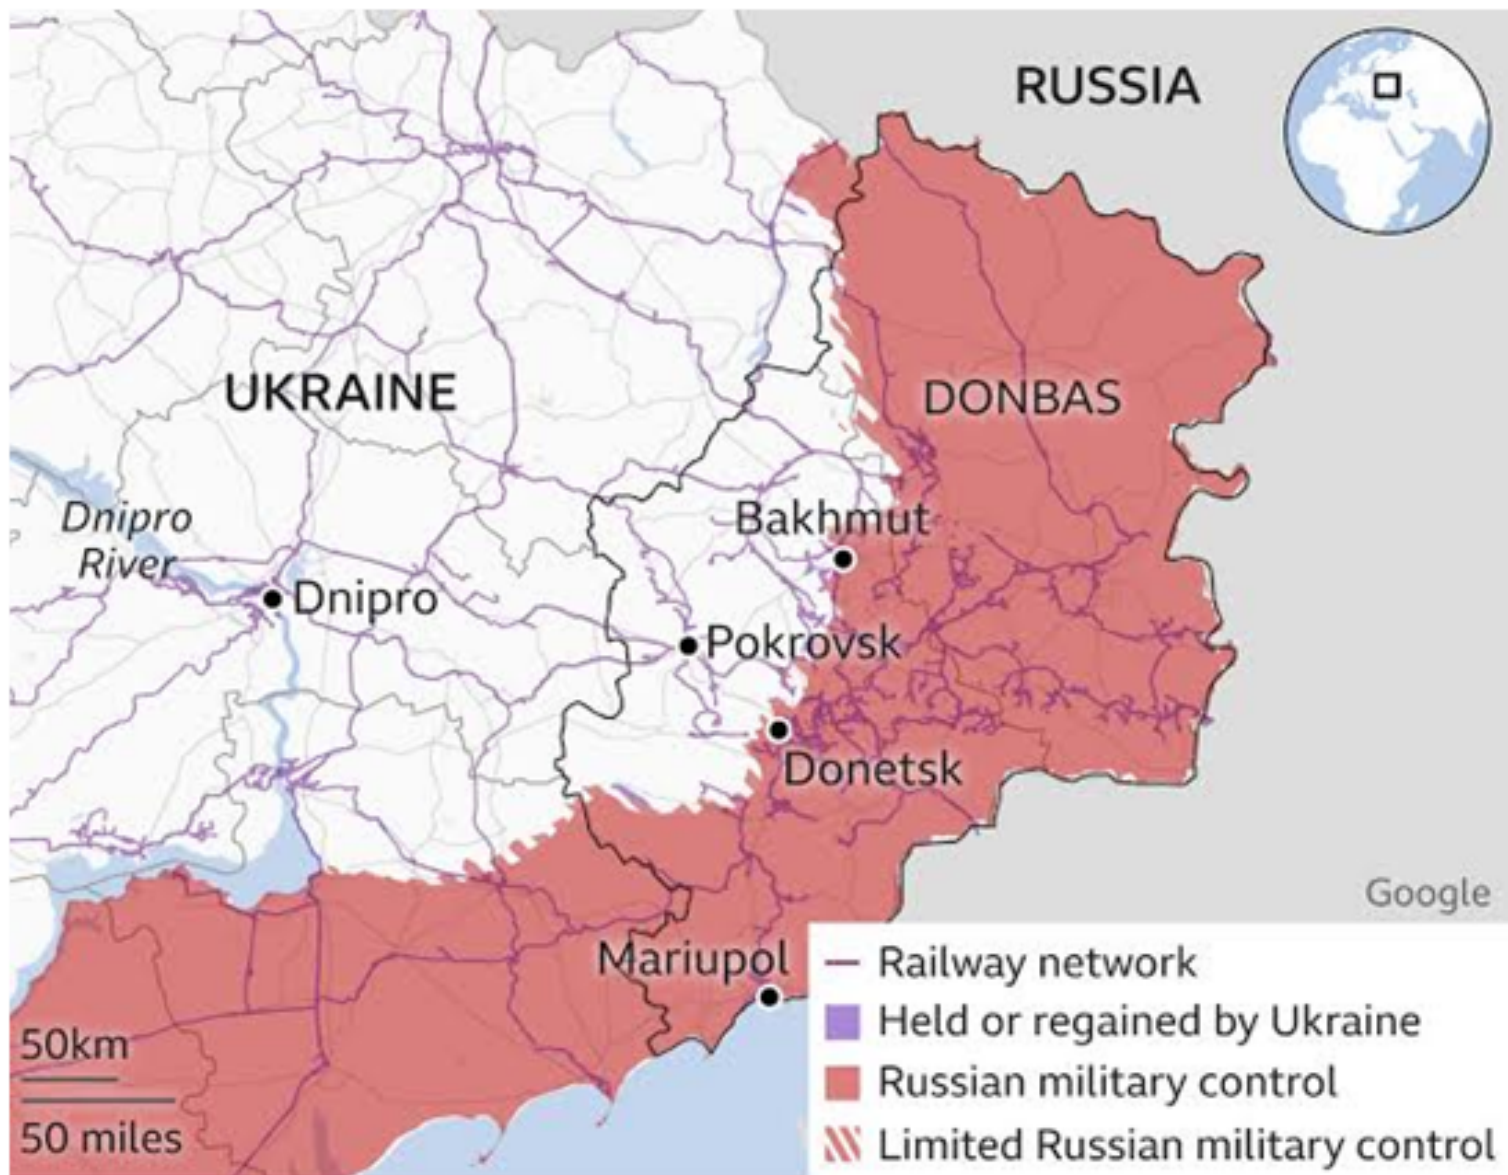 RUSSIA
UKRAINE
DONBAS
Dnipro
River
Bakhmut
Dnipro
Pokrovsk
Donetsk
Google
Mariupol
Railway network
Held or regained by Ukraine
Russian military control
Limited Russian military control
50km
50 miles